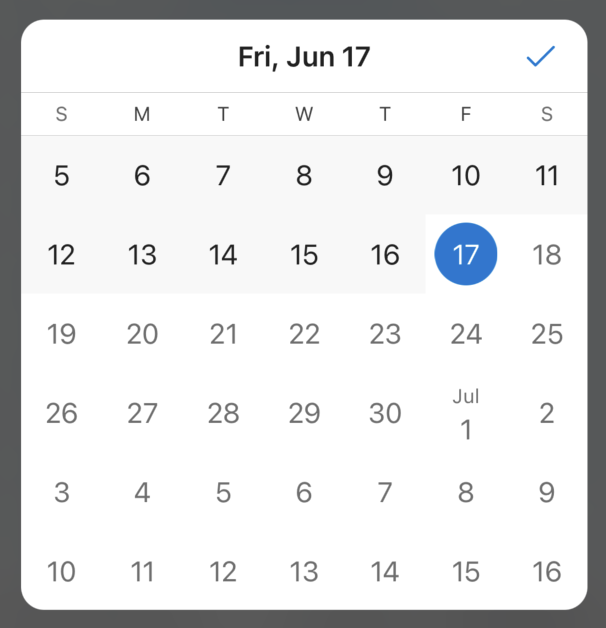 Fri, Jun 17
S M T W T F S
5 6 7 8 9 10 11
12 13 14 15 16 17 18
19 20 21 22 23 24 25
Jul
26 27 28 29 30 1 2
3 4 5 6 7 8 9
10 11 12 13 14 15 16